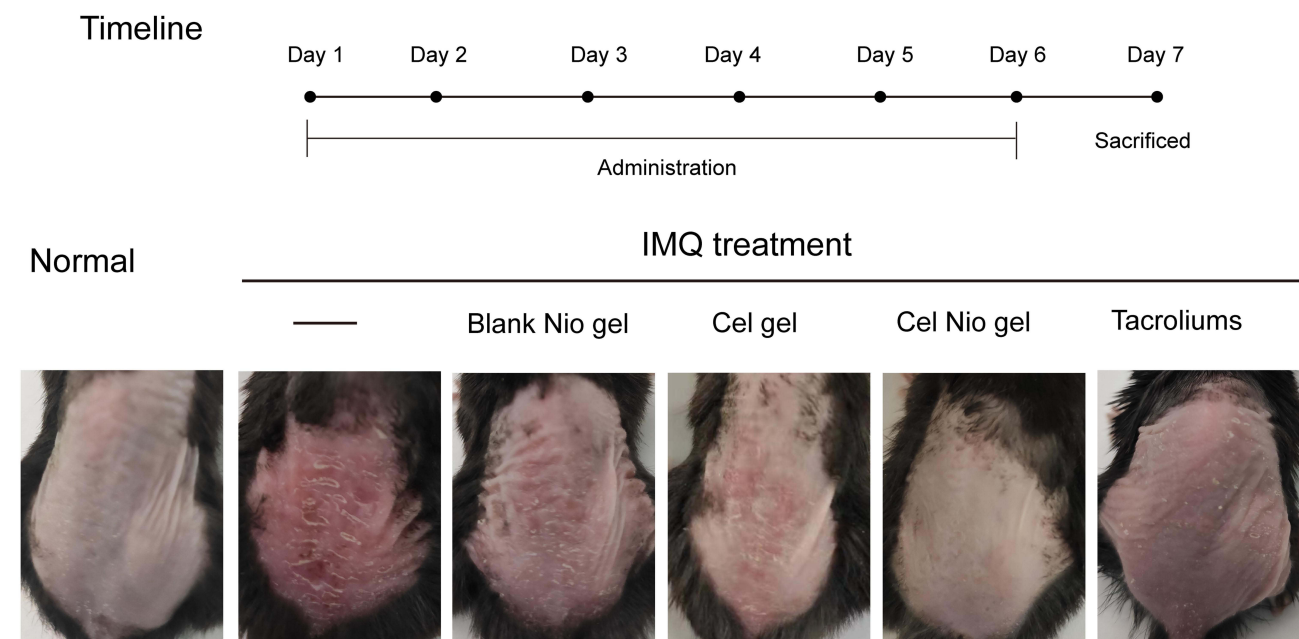 Timeline
Day 1 Day 2 Day 3 Day 4 Day 5 Day 6 Day 7
Sacrificed
Administration
IMQ treatment
Normal
Blank Nio gel Cel gel Cel Nio gel Tacroliums